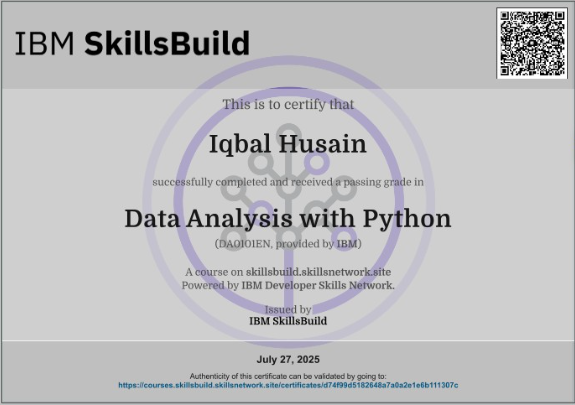 IBM SkillsBuild
This is to certify that
Iqbal Husain
successfully completed and received a passing grade in
Data Analysis with Python
(DA0101EN, provided by IBM)
A course on skillsbuild.skillsnetwork.site
Powered by IBM Developer Skills Network.
Issued by
IBM SkillsBuild
July 27, 2025
Authenticity of this certificate can be validated by going to:
https://courses.skillsbuild.skillsnetwork.site/certificates/d74f99d5182648a7a0a2e1e6b111307c